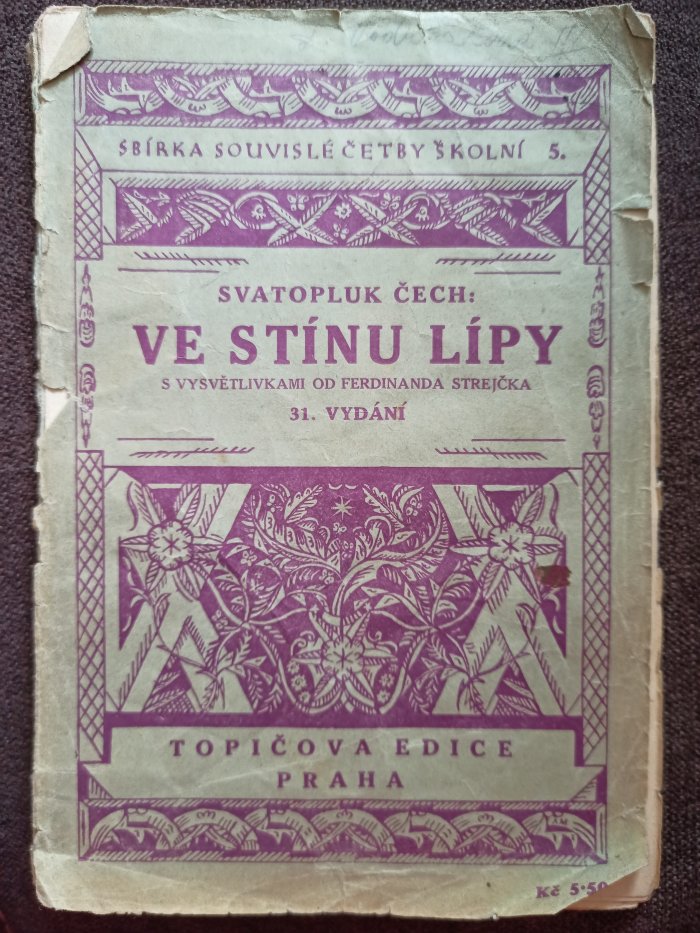 SBÍRKA SOUVISLÉ ČETBY ŠKOLNÍ 5.
SVATOPLUK ČECH:
VE STÍNU LÍPY
S VYSVĚTLIVKAMI OD FERDINANDA STREJČKA
31. VYDÁNÍ
TOPIČOVA EDICE
PRAHA
Kč 5·50